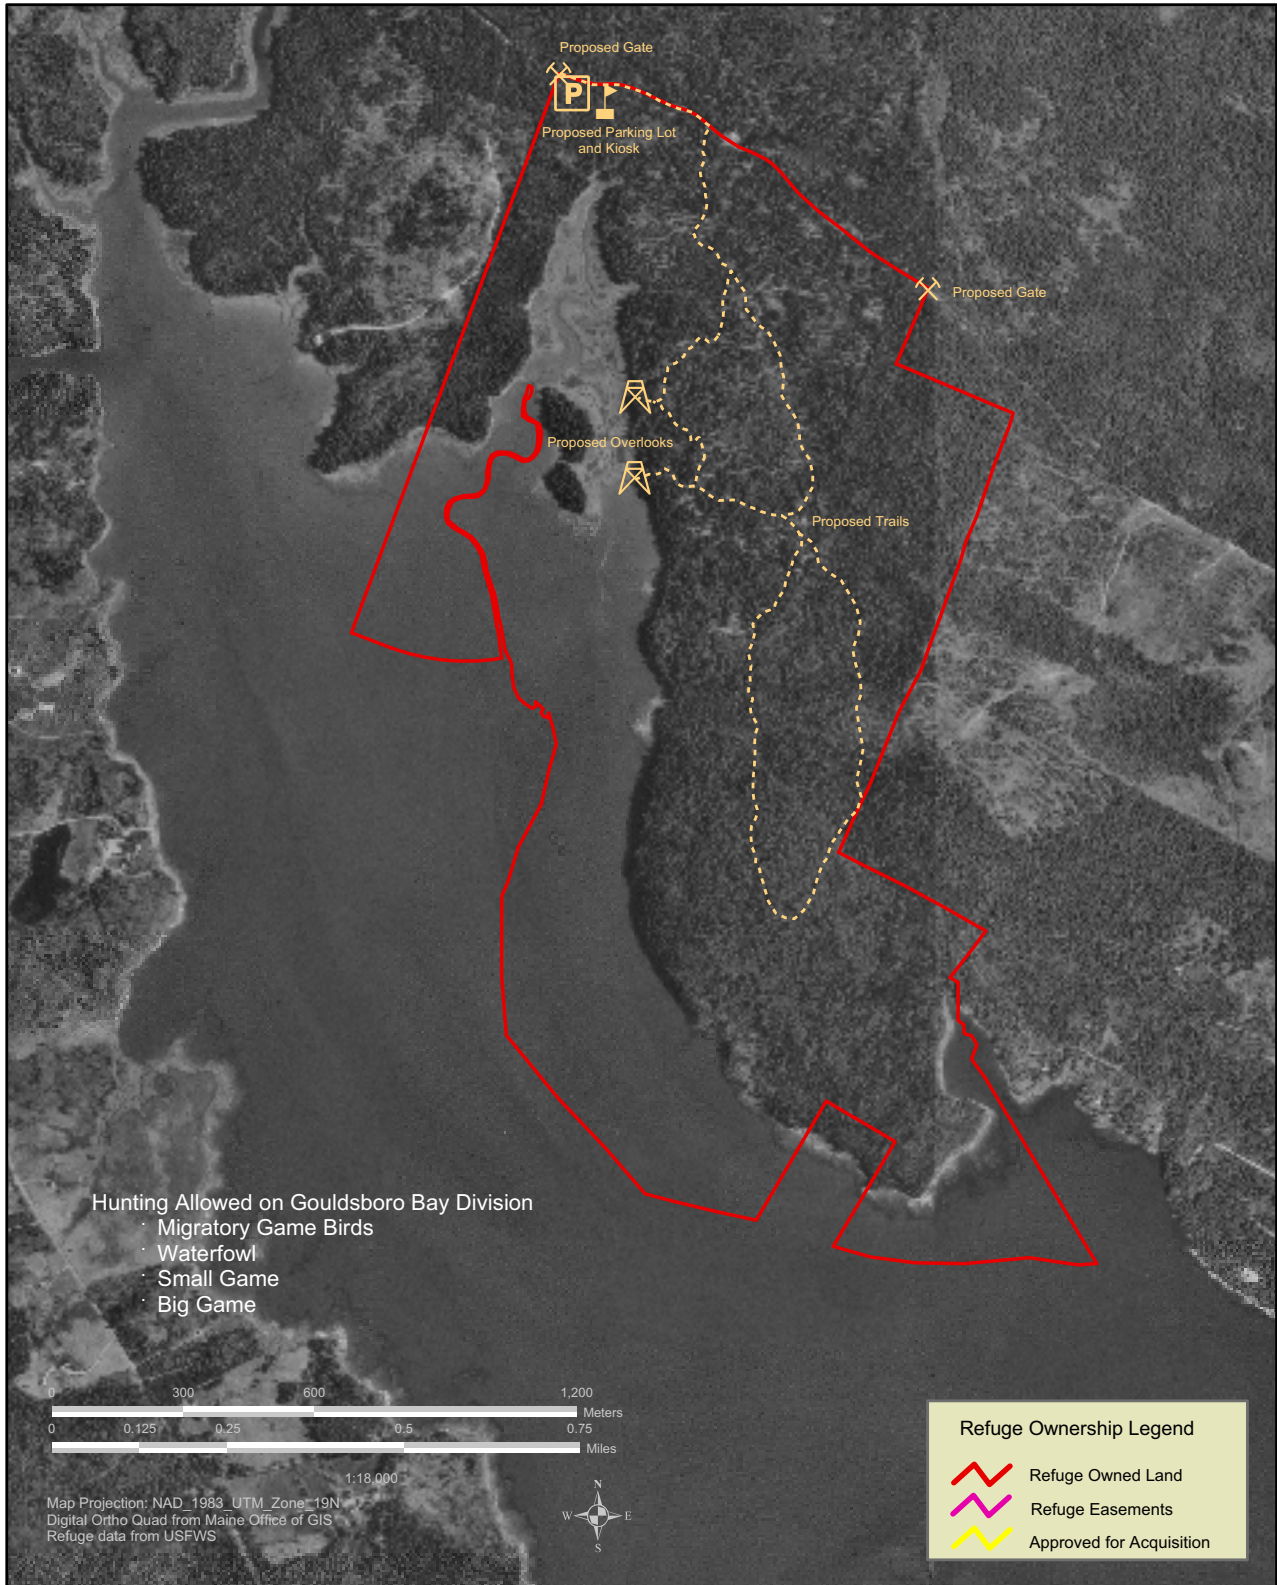 Proposed Gate
P
Proposed Parking Lot
and Kiosk
Proposed Gate
Proposed Overlooks
Proposed Trails
Hunting Allowed on Gouldsboro Bay Division
· Migratory Game Birds
· Waterfowl
· Small Game
· Big Game
0 300 600 1,200
Meters
0 0.125 0.25 0.5 0.75
Miles
1:18,000
Map Projection: NAD_1983_UTM_Zone_19N
Digital Ortho Quad from Maine Office of GIS
Refuge data from USFWS
N
W E
S
Refuge Ownership Legend
Refuge Owned Land
Refuge Easements
Approved for Acquisition